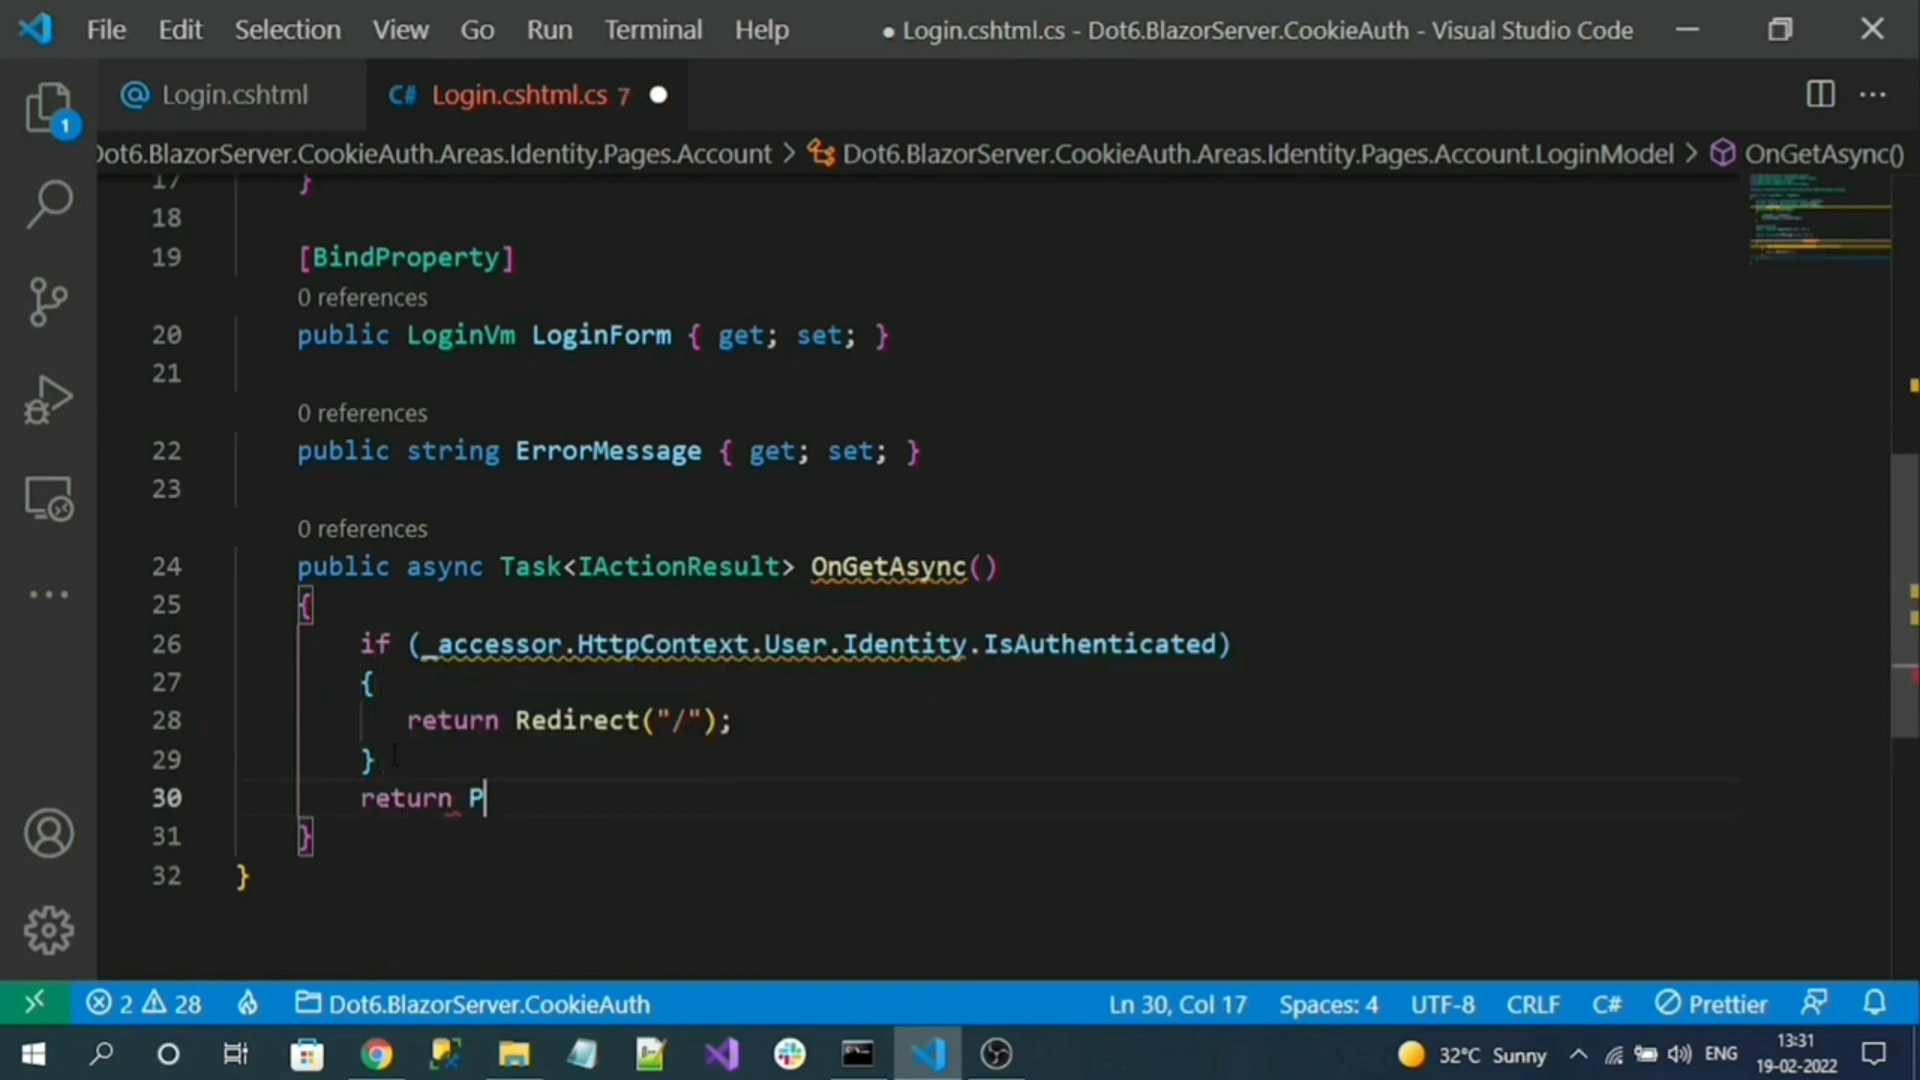 File Edit Selection View Go Run Terminal Help ● Login.cshtml.cs - Dot6.BlazorServer.CookieAuth - Visual Studio Code
Login.cshtml C# Login.cshtml.cs 7
Dot6.BlazorServer.CookieAuth.Areas.Identity.Pages.Account > Dot6.BlazorServer.CookieAuth.Areas.Identity.Pages.Account.LoginModel > OnGetAsync()
1
17 }
18
19 [BindProperty]
0 references
20 public LoginVm LoginForm { get; set; }
21
0 references
22 public string ErrorMessage { get; set; }
23
0 references
24 public async Task<IActionResult> OnGetAsync()
25 {
26 if (_accessor.HttpContext.User.Identity.IsAuthenticated)
27 {
28 return Redirect("/");
29 }
30 return P
31 }
32 }
2 28 Dot6.BlazorServer.CookieAuth Ln 30, Col 17 Spaces: 4 UTF-8 CRLF C# Prettier
32°C Sunny ENG 13:31
19-02-2022